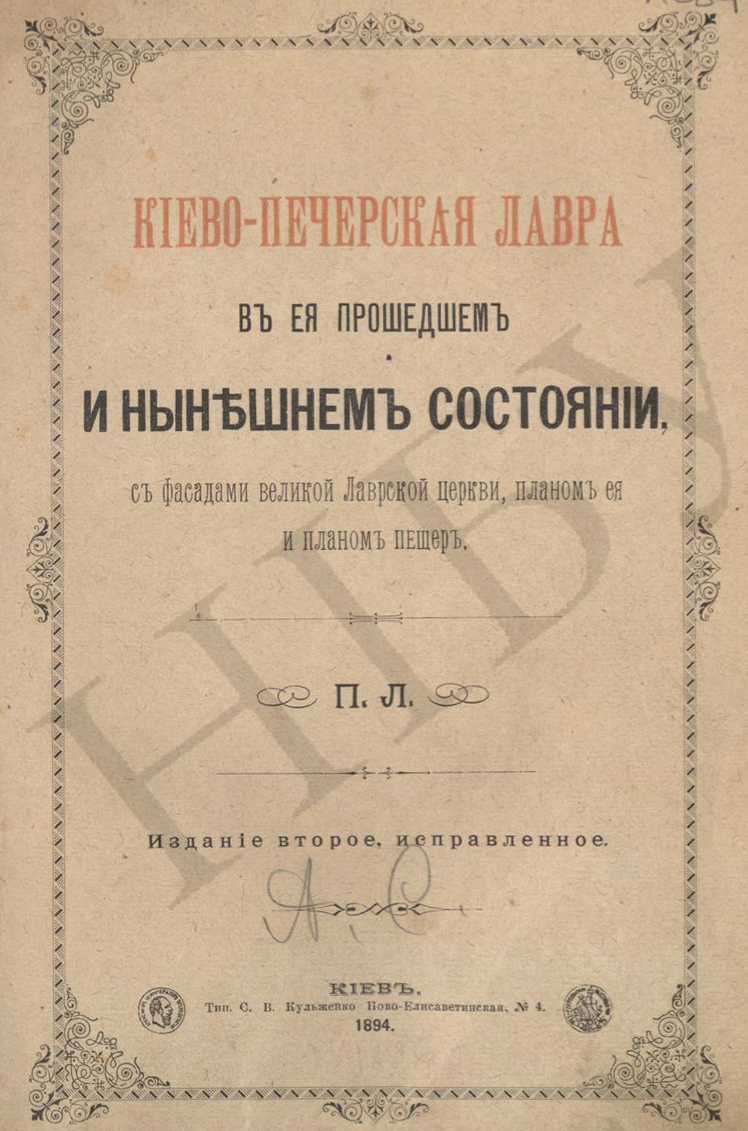 КІЕВО-ПЕЧЕРСКАЯ ЛАВРА
ВЪ ЕЯ ПРОШЕДШЕМЪ
И НЫНѢШНЕМЪ СОСТОЯНІИ,
съ фасадами великой Лаврской церкви, планомъ ея
и планомъ пещеръ.
П. Л.
Изданіе второе, исправленное.
А. С.
КІЕВЪ.
Тип. С. В. Кульженко Ново-Елисаветинская, № 4.
1894.
НБУ